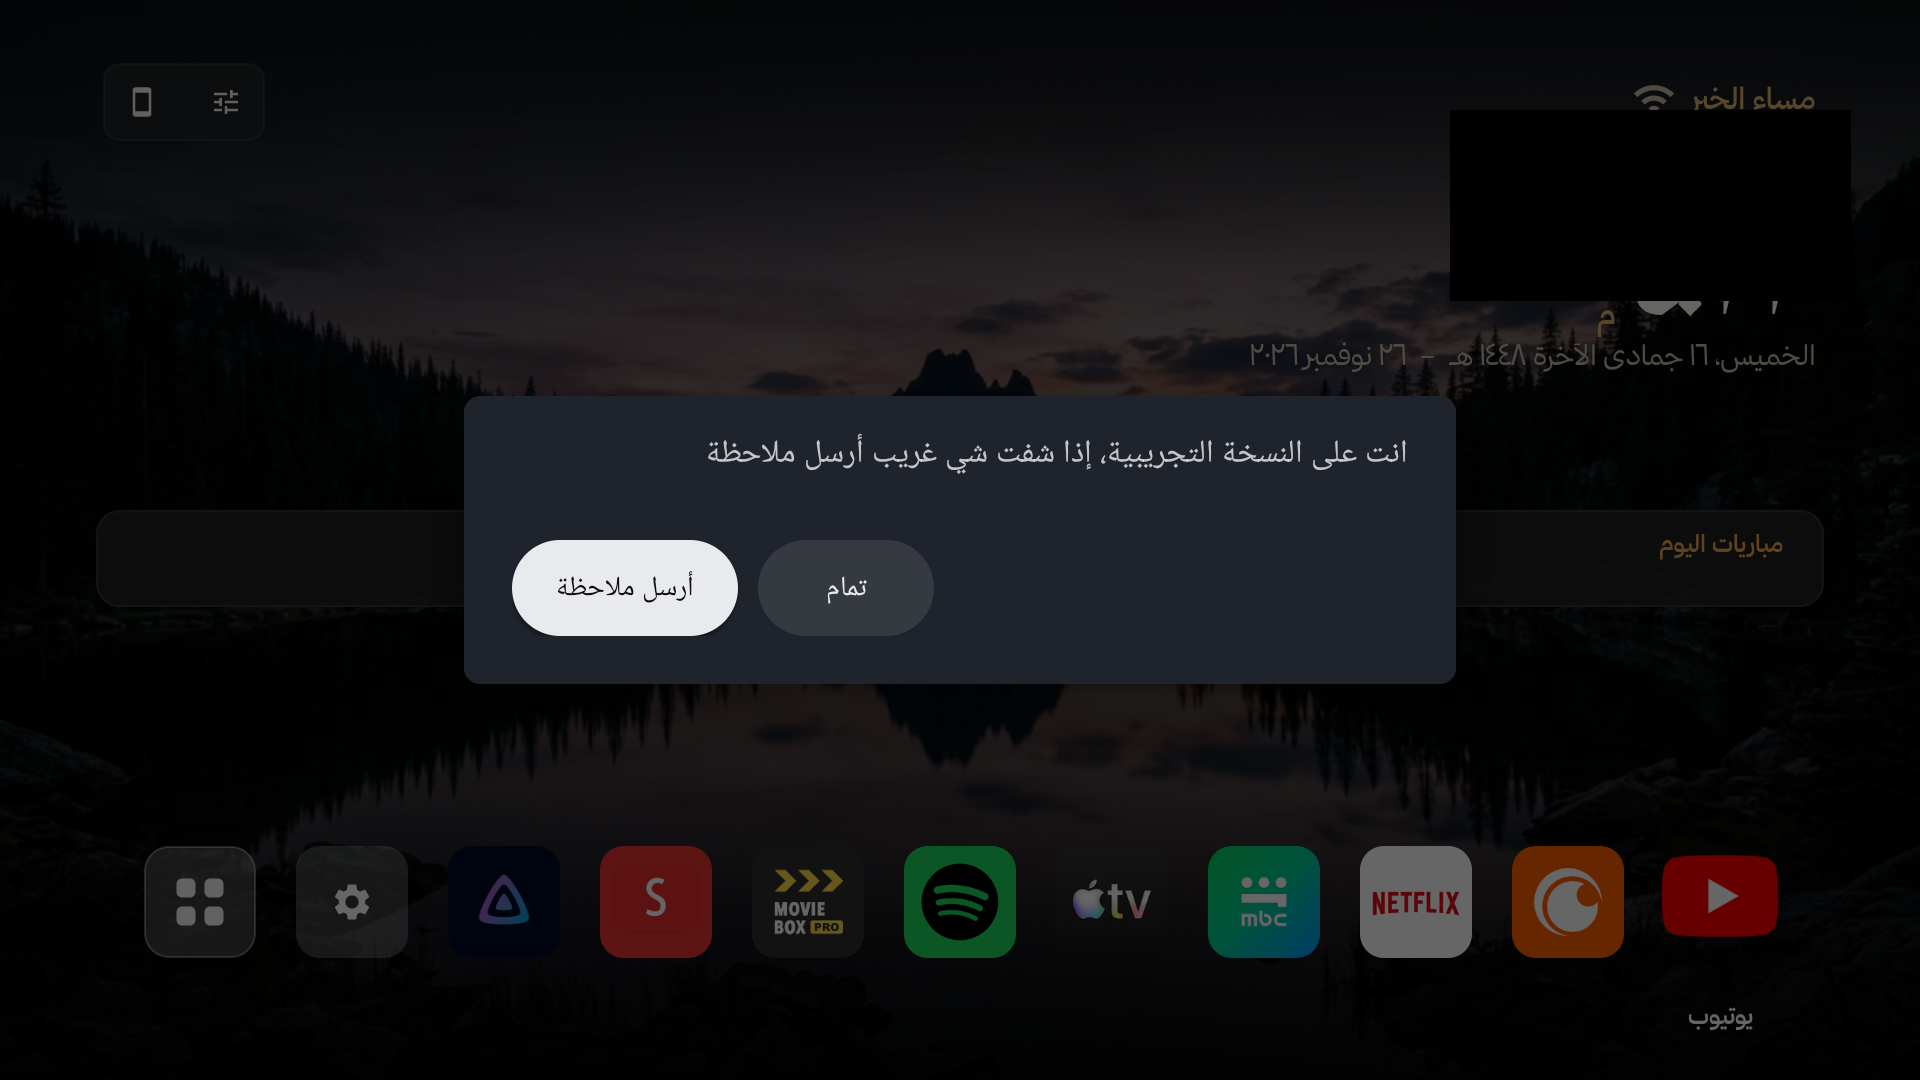 مساء الخير
م
الخميس، ١٦ جمادى الآخرة ١٤٤٨ هـ – ٢٦ نوفمبر ٢٠٢٦
انت على النسخة التجريبية، إذا شفت شي غريب أرسل ملاحظة
تمام
أرسل ملاحظة
مباريات اليوم
NETFLIX
mbc
tv
MOVIE
BOX PRO
S
يوتيوب